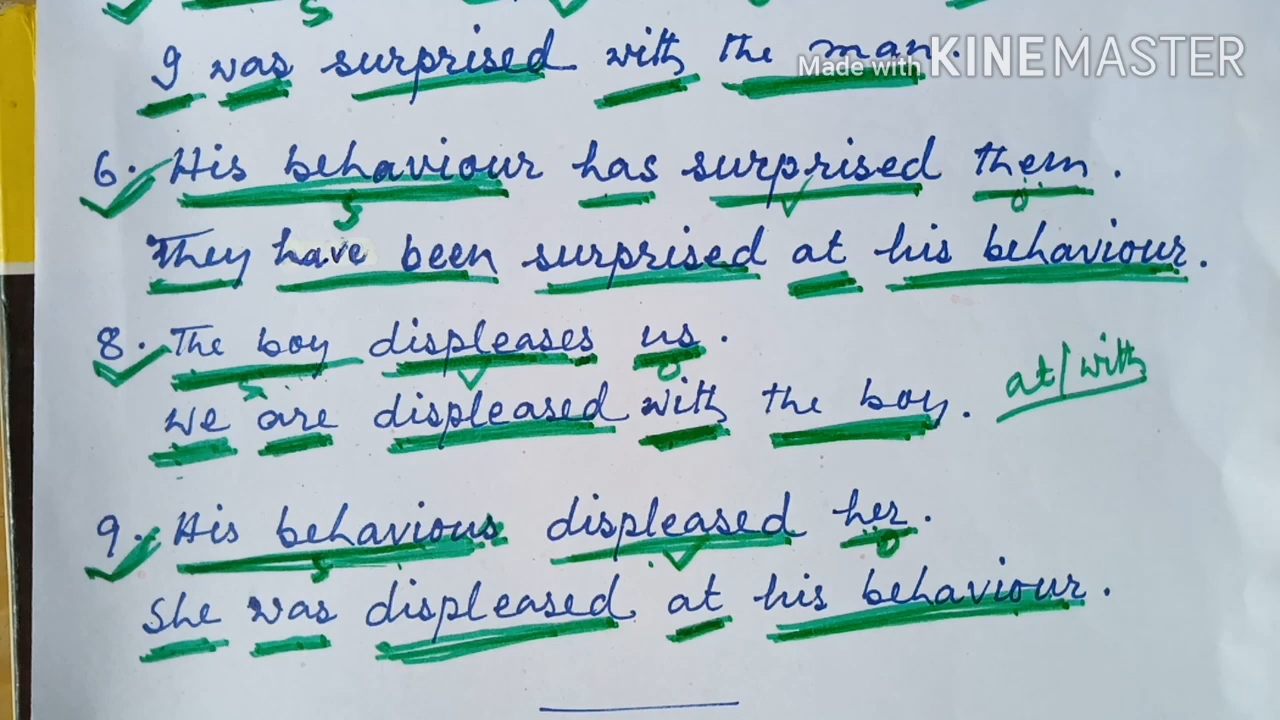 I was surprised with the man.
Made with KINEMASTER
6. His behaviour has surprised them.
S
O
They have been surprised at his behaviour.
8. The boy displeases us.
at/with
S
O
We are displeased with the boy.
9. His behaviour displeased her.
S
O
She was displeased at his behaviour.